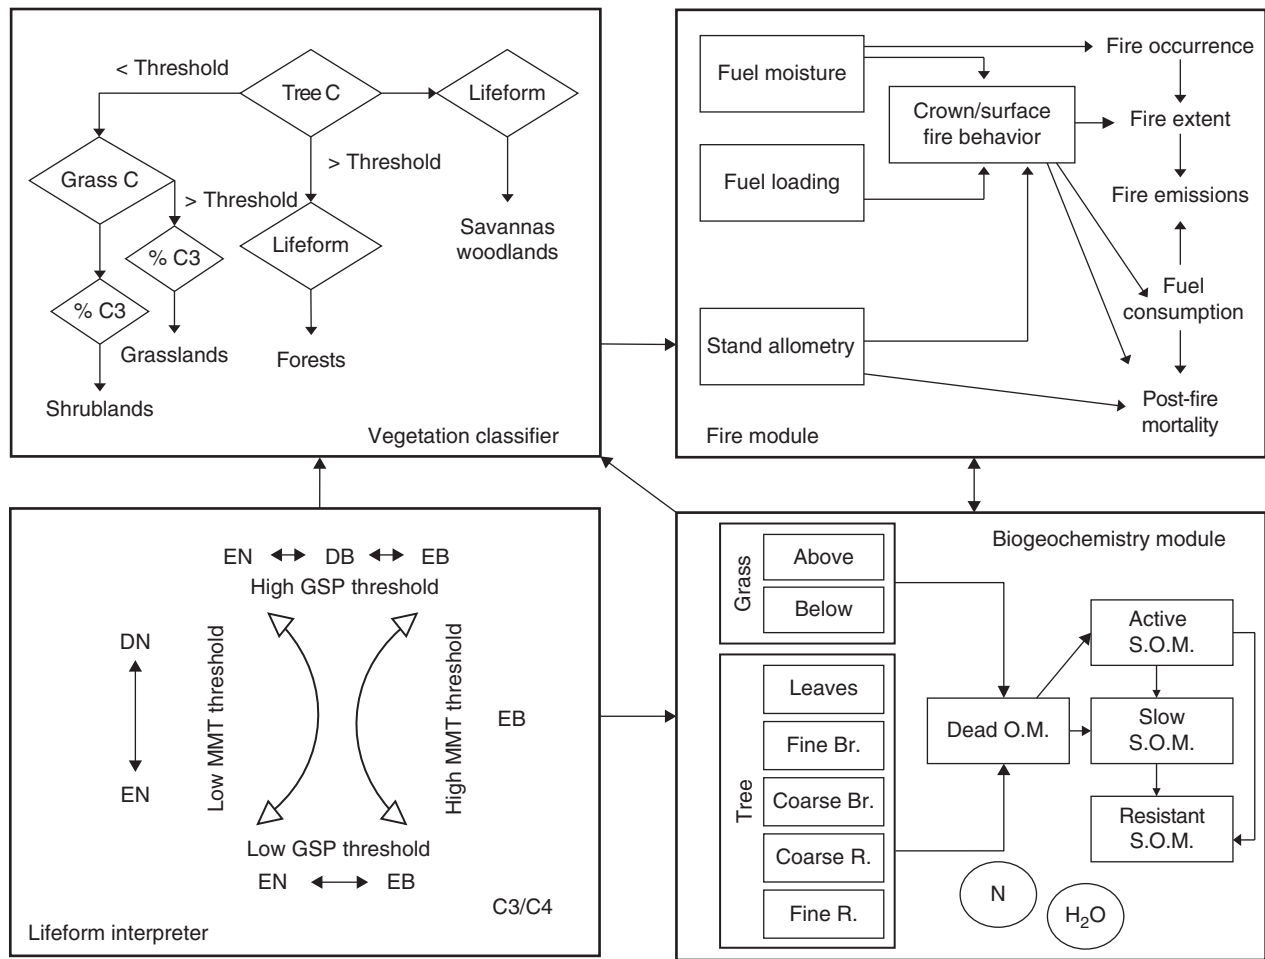 < Threshold
Tree C
Lifeform
> Threshold
Grass C
> Threshold
Lifeform
Savannas
woodlands
% C3
% C3
Grasslands
Forests
Shrublands
Vegetation classifier
Fuel moisture
Fire occurrence
Crown/surface
fire behavior
Fire extent
Fuel loading
Fire emissions
Fuel
consumption
Stand allometry
Post-fire
mortality
Fire module
EN
DB
EB
High GSP threshold
DN
Low MMT threshold
High MMT threshold
EB
EN
Low GSP threshold
EN
EB
C3/C4
Lifeform interpreter
Biogeochemistry module
Grass
Above
Below
Tree
Leaves
Fine Br.
Coarse Br.
Coarse R.
Fine R.
Dead O.M.
Active
S.O.M.
Slow
S.O.M.
Resistant
S.O.M.
N
H2O